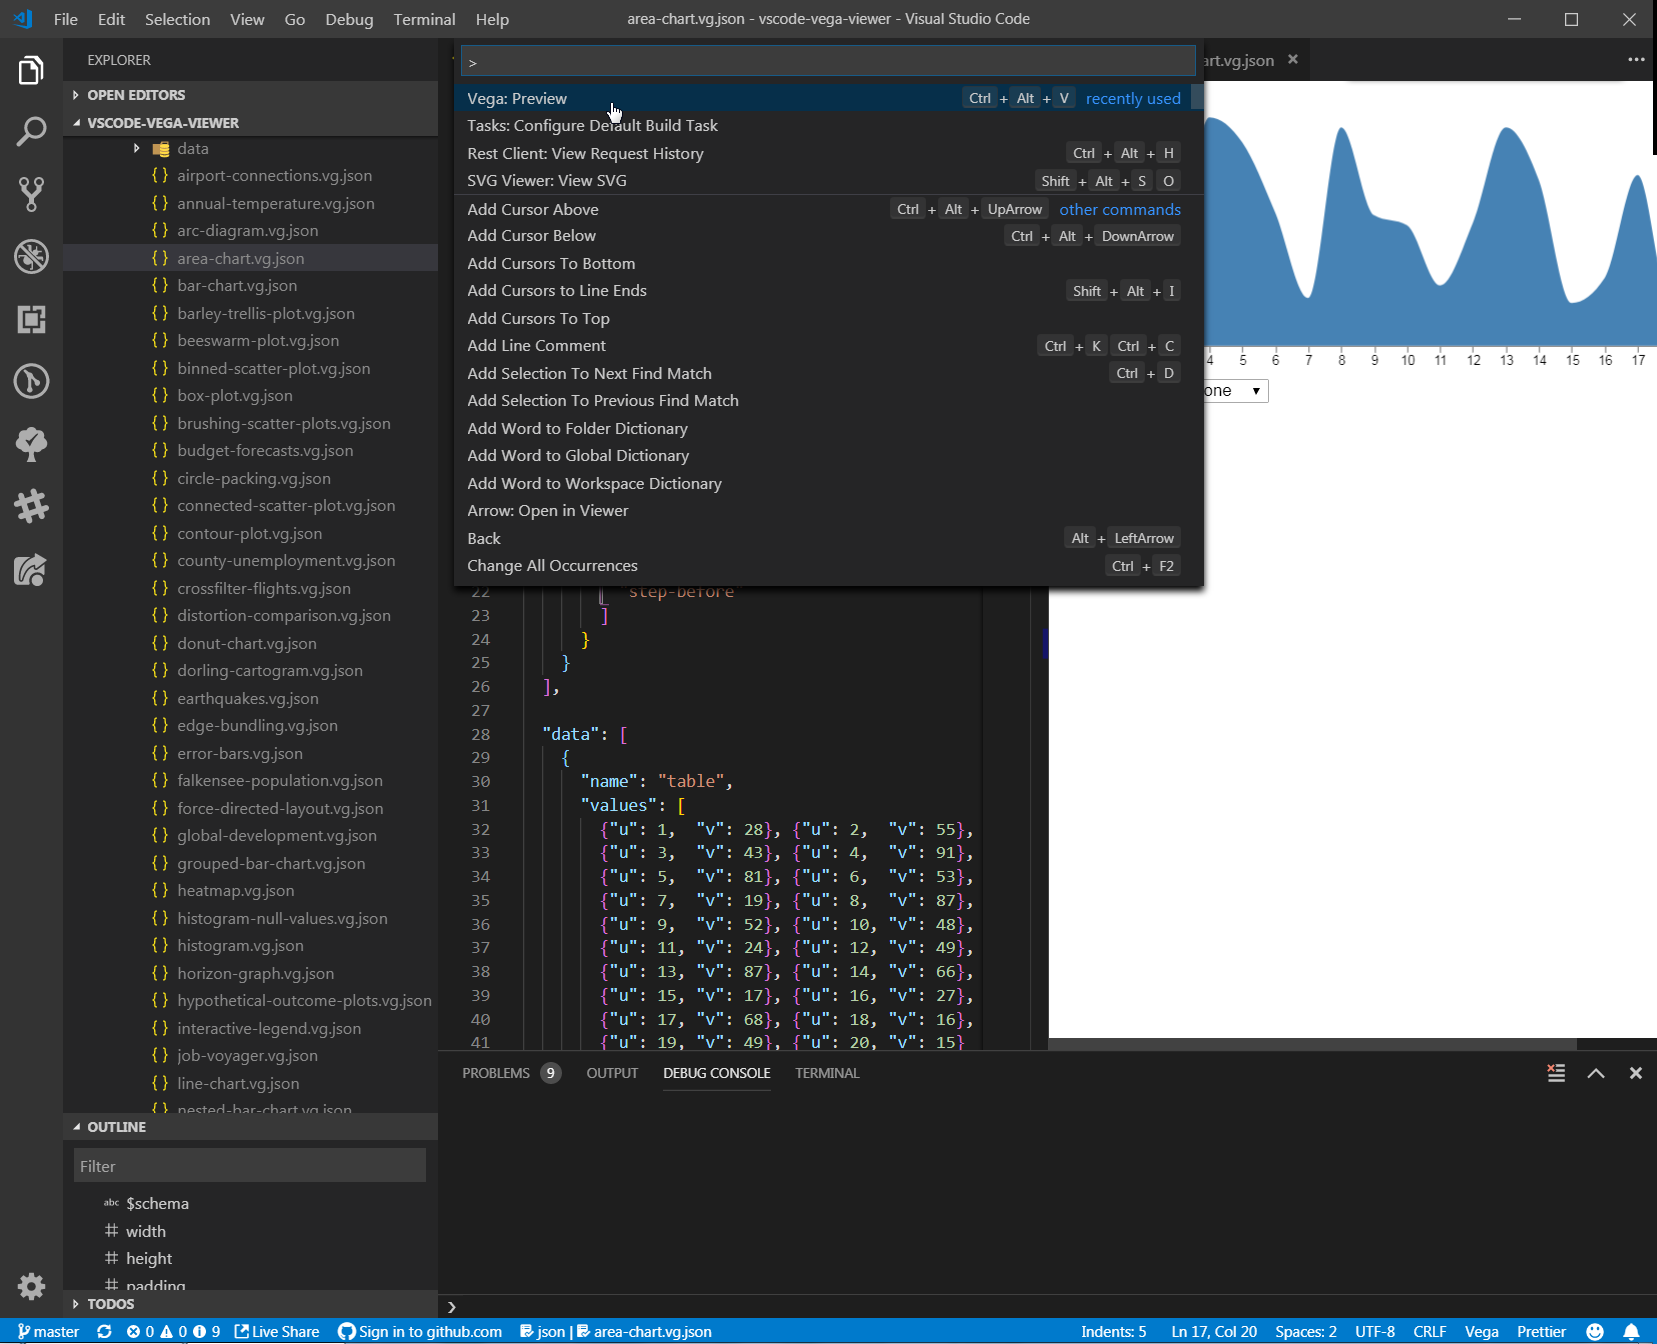 File Edit Selection View Go Debug Terminal Help
area-chart.vg.json - vscode-vega-viewer - Visual Studio Code
EXPLORER
OPEN EDITORS
VSCODE-VEGA-VIEWER
data
{} airport-connections.vg.json
{} annual-temperature.vg.json
{} arc-diagram.vg.json
{} area-chart.vg.json
{} bar-chart.vg.json
{} barley-trellis-plot.vg.json
{} beeswarm-plot.vg.json
{} binned-scatter-plot.vg.json
{} box-plot.vg.json
{} brushing-scatter-plots.vg.json
{} budget-forecasts.vg.json
{} circle-packing.vg.json
{} connected-scatter-plot.vg.json
{} contour-plot.vg.json
{} county-unemployment.vg.json
{} crossfilter-flights.vg.json
{} distortion-comparison.vg.json
{} donut-chart.vg.json
{} dorling-cartogram.vg.json
{} earthquakes.vg.json
{} edge-bundling.vg.json
{} error-bars.vg.json
{} falkensee-population.vg.json
{} force-directed-layout.vg.json
{} global-development.vg.json
{} grouped-bar-chart.vg.json
{} heatmap.vg.json
{} histogram-null-values.vg.json
{} histogram.vg.json
{} horizon-graph.vg.json
{} hypothetical-outcome-plots.vg.json
{} interactive-legend.vg.json
{} job-voyager.vg.json
{} line-chart.vg.json
{} nested-bar-chart.vg.json
OUTLINE
Filter
abc $schema
# width
# height
# padding
TODOS
>
Vega: Preview Ctrl + Alt + V recently used
Tasks: Configure Default Build Task
Rest Client: View Request History Ctrl + Alt + H
SVG Viewer: View SVG Shift + Alt + S O
Add Cursor Above Ctrl + Alt + UpArrow other commands
Add Cursor Below Ctrl + Alt + DownArrow
Add Cursors To Bottom
Add Cursors to Line Ends Shift + Alt + I
Add Cursors To Top
Add Line Comment Ctrl + K Ctrl + C
Add Selection To Next Find Match Ctrl + D
Add Selection To Previous Find Match
Add Word to Folder Dictionary
Add Word to Global Dictionary
Add Word to Workspace Dictionary
Arrow: Open in Viewer
Back Alt + LeftArrow
Change All Occurrences Ctrl + F2
22 "step-before"
23 ]
24 }
25 }
26 ],
27
28 "data": [
29 {
30 "name": "table",
31 "values": [
32 {"u": 1, "v": 28}, {"u": 2, "v": 55},
33 {"u": 3, "v": 43}, {"u": 4, "v": 91},
34 {"u": 5, "v": 81}, {"u": 6, "v": 53},
35 {"u": 7, "v": 19}, {"u": 8, "v": 87},
36 {"u": 9, "v": 52}, {"u": 10, "v": 48},
37 {"u": 11, "v": 24}, {"u": 12, "v": 49},
38 {"u": 13, "v": 87}, {"u": 14, "v": 66},
39 {"u": 15, "v": 17}, {"u": 16, "v": 27},
40 {"u": 17, "v": 68}, {"u": 18, "v": 16},
41 {"u": 19, "v": 49}, {"u": 20, "v": 15}
art.vg.json
4 5 6 7 8 9 10 11 12 13 14 15 16 17
one
PROBLEMS 9 OUTPUT DEBUG CONSOLE TERMINAL
master 0 0 9 Live Share Sign in to github.com json | area-chart.vg.json Indents: 5 Ln 17, Col 20 Spaces: 2 UTF-8 CRLF Vega Prettier